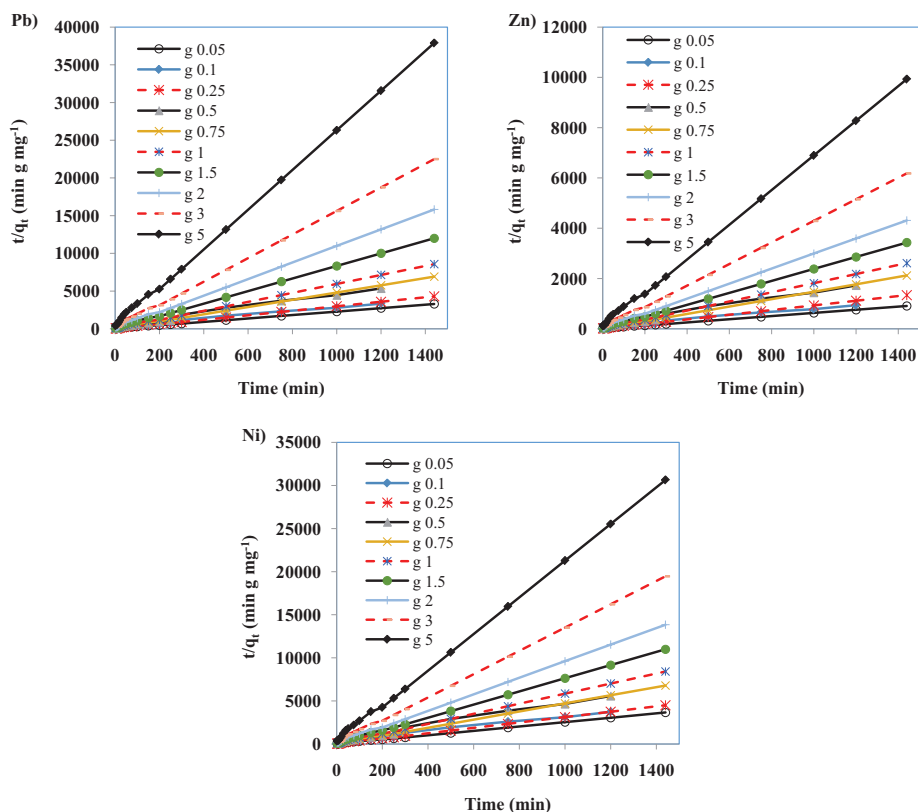 Pb)
40000
35000
30000
25000
20000
15000
10000
5000
0
t/qt (min g mg-1)
g 0.05
g 0.1
g 0.25
g 0.5
g 0.75
g 1
g 1.5
g 2
g 3
g 5
0 200 400 600 800 1000 1200 1400
Time (min)
Zn)
12000
10000
8000
6000
4000
2000
0
t/qt (min g mg-1)
g 0.05
g 0.1
g 0.25
g 0.5
g 0.75
g 1
g 1.5
g 2
g 3
g 5
0 200 400 600 800 1000 1200 1400
Time (min)
Ni)
35000
30000
25000
20000
15000
10000
5000
0
t/qt (min g mg-1)
g 0.05
g 0.1
g 0.25
g 0.5
g 0.75
g 1
g 1.5
g 2
g 3
g 5
0 200 400 600 800 1000 1200 1400
Time (min)